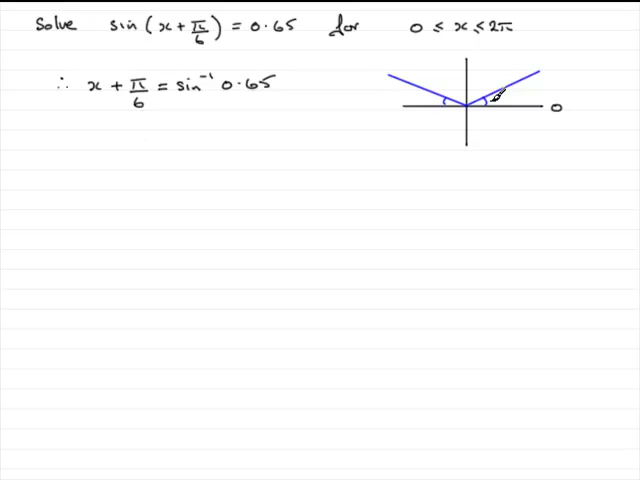 Solve sin(x + π/6) = 0.65 for 0 ≤ x ≤ 2π
∴ x + π/6 = sin⁻¹ 0.65
0